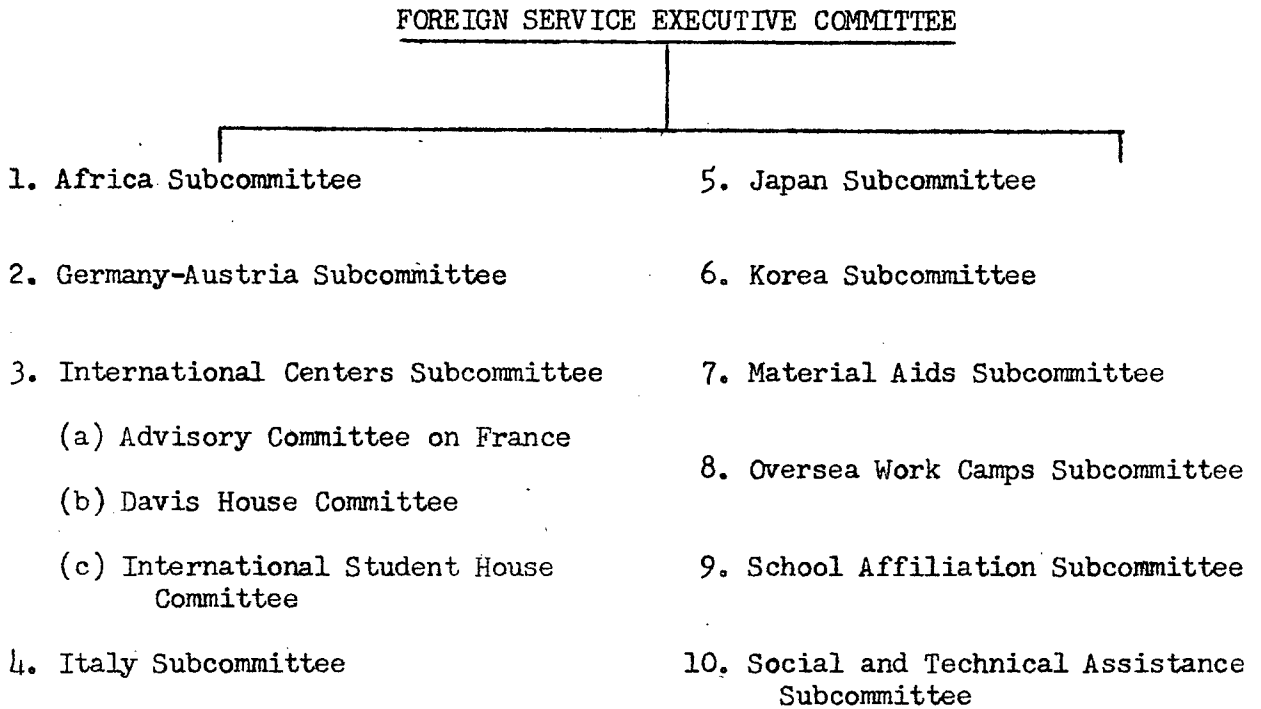 FOREIGN SERVICE EXECUTIVE COMMITTEE
1. Africa Subcommittee
2. Germany-Austria Subcommittee
3. International Centers Subcommittee
(a) Advisory Committee on France
(b) Davis House Committee
(c) International Student House
Committee
4. Italy Subcommittee
5. Japan Subcommittee
6. Korea Subcommittee
7. Material Aids Subcommittee
8. Oversea Work Camps Subcommittee
9. School Affiliation Subcommittee
10. Social and Technical Assistance
Subcommittee